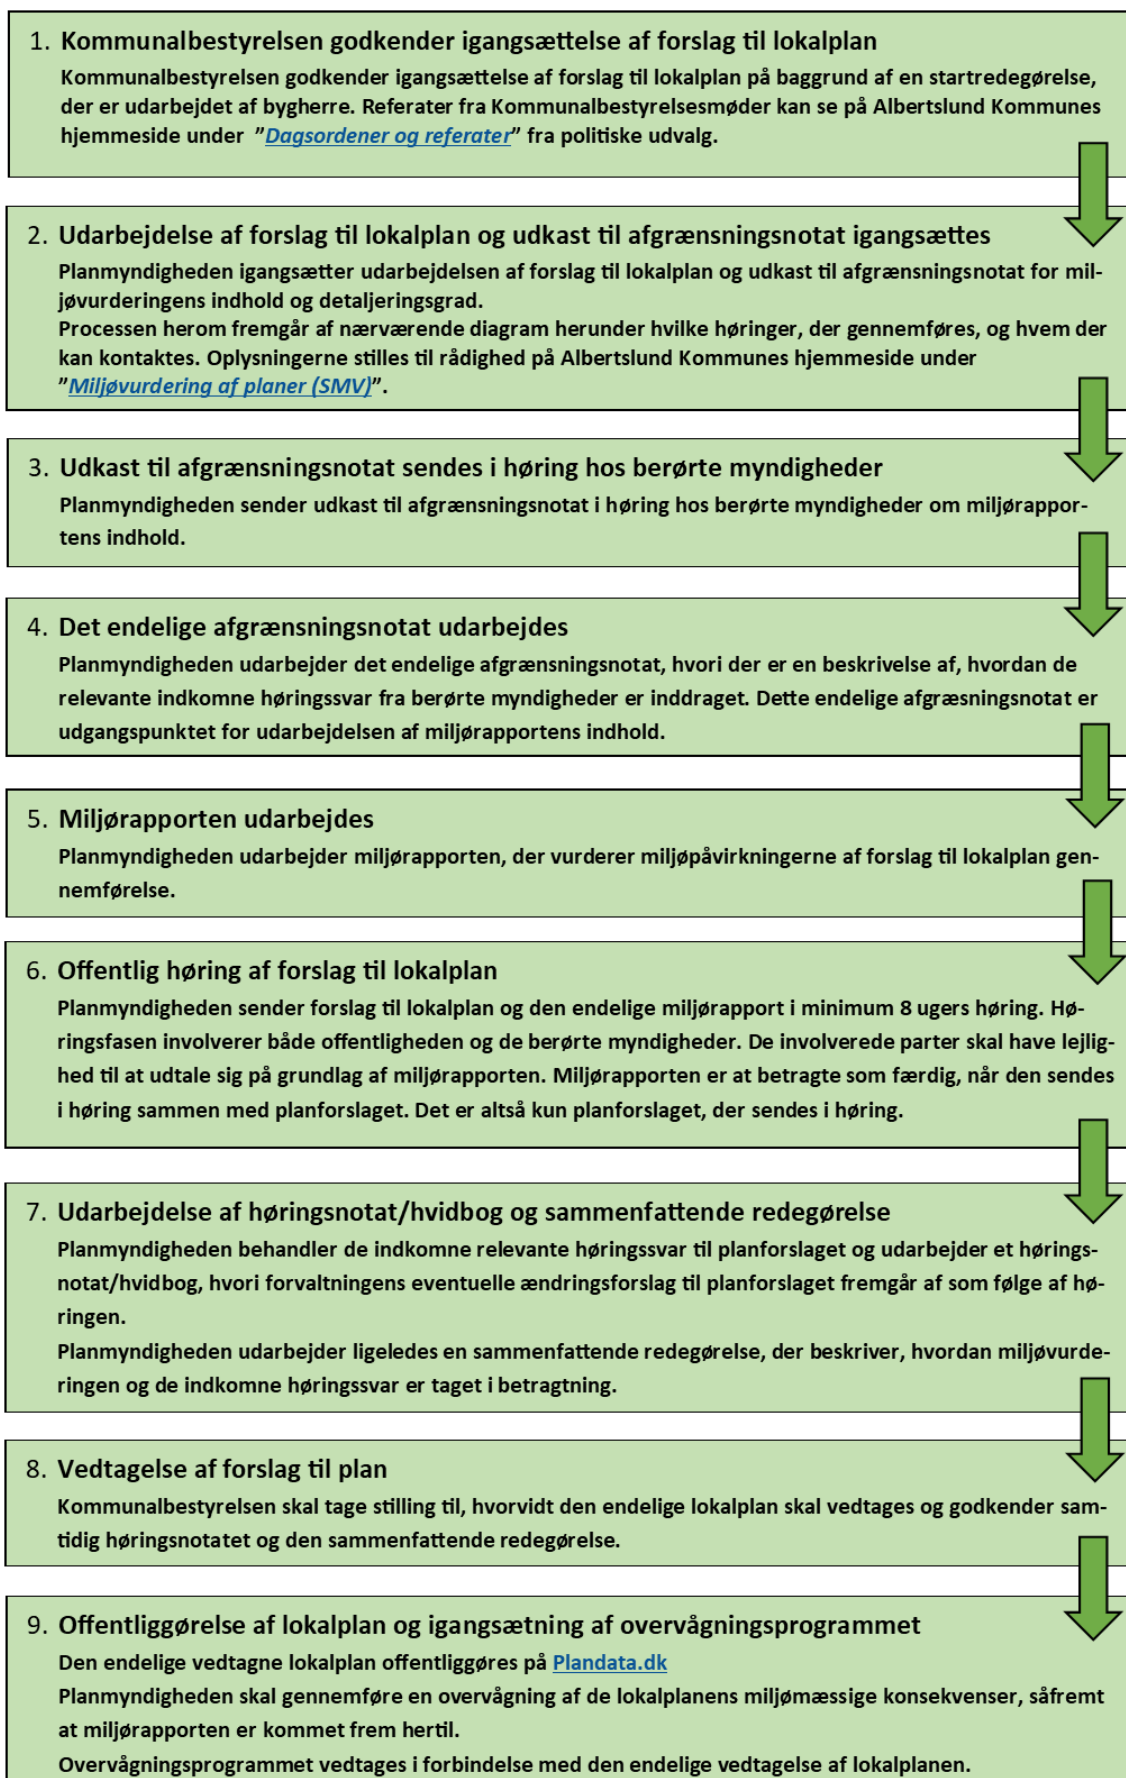 1. Kommunalbestyrelsen godkender igangsættelse af forslag til lokalplan
Kommunalbestyrelsen godkender igangsættelse af forslag til lokalplan på baggrund af en startredegørelse,
der er udarbejdet af bygherre. Referater fra Kommunalbestyrelsesmøder kan se på Albertslund Kommunes
hjemmeside under "Dagsordener og referater" fra politiske udvalg.
2. Udarbejdelse af forslag til lokalplan og udkast til afgrænsningsnotat igangsættes
Planmyndigheden igangsætter udarbejdelsen af forslag til lokalplan og udkast til afgrænsningsnotat for mil-
jøvurderingens indhold og detaljeringsgrad.
Processen herom fremgår af nærværende diagram herunder hvilke høringer, der gennemføres, og hvem der
kan kontaktes. Oplysningerne stilles til rådighed på Albertslund Kommunes hjemmeside under
"Miljøvurdering af planer (SMV)".
3. Udkast til afgrænsningsnotat sendes i høring hos berørte myndigheder
Planmyndigheden sender udkast til afgrænsningsnotat i høring hos berørte myndigheder om miljørappor-
tens indhold.
4. Det endelige afgrænsningsnotat udarbejdes
Planmyndigheden udarbejder det endelige afgrænsningsnotat, hvori der er en beskrivelse af, hvordan de
relevante indkomne høringssvar fra berørte myndigheder er inddraget. Dette endelige afgræsningsnotat er
udgangspunktet for udarbejdelsen af miljørapportens indhold.
5. Miljørapporten udarbejdes
Planmyndigheden udarbejder miljørapporten, der vurderer miljøpåvirkningerne af forslag til lokalplan gen-
nemførelse.
6. Offentlig høring af forslag til lokalplan
Planmyndigheden sender forslag til lokalplan og den endelige miljørapport i minimum 8 ugers høring. Hø-
ringsfasen involverer både offentligheden og de berørte myndigheder. De involverede parter skal have lejlig-
hed til at udtale sig på grundlag af miljørapporten. Miljørapporten er at betragte som færdig, når den sendes
i høring sammen med planforslaget. Det er altså kun planforslaget, der sendes i høring.
7. Udarbejdelse af høringsnotat/hvidbog og sammenfattende redegørelse
Planmyndigheden behandler de indkomne relevante høringssvar til planforslaget og udarbejder et hørings-
notat/hvidbog, hvori forvaltningens eventuelle ændringsforslag til planforslaget fremgår af som følge af hø-
ringen.
Planmyndigheden udarbejder ligeledes en sammenfattende redegørelse, der beskriver, hvordan miljøvurde-
ringen og de indkomne høringssvar er taget i betragtning.
8. Vedtagelse af forslag til plan
Kommunalbestyrelsen skal tage stilling til, hvorvidt den endelige lokalplan skal vedtages og godkender sam-
tidig høringsnotatet og den sammenfattende redegørelse.
9. Offentliggørelse af lokalplan og igangsætning af overvågningsprogrammet
Den endelige vedtagne lokalplan offentliggøres på Plandata.dk
Planmyndigheden skal gennemføre en overvågning af de lokalplanens miljømæssige konsekvenser, såfremt
at miljørapporten er kommet frem hertil.
Overvågningsprogrammet vedtages i forbindelse med den endelige vedtagelse af lokalplanen.